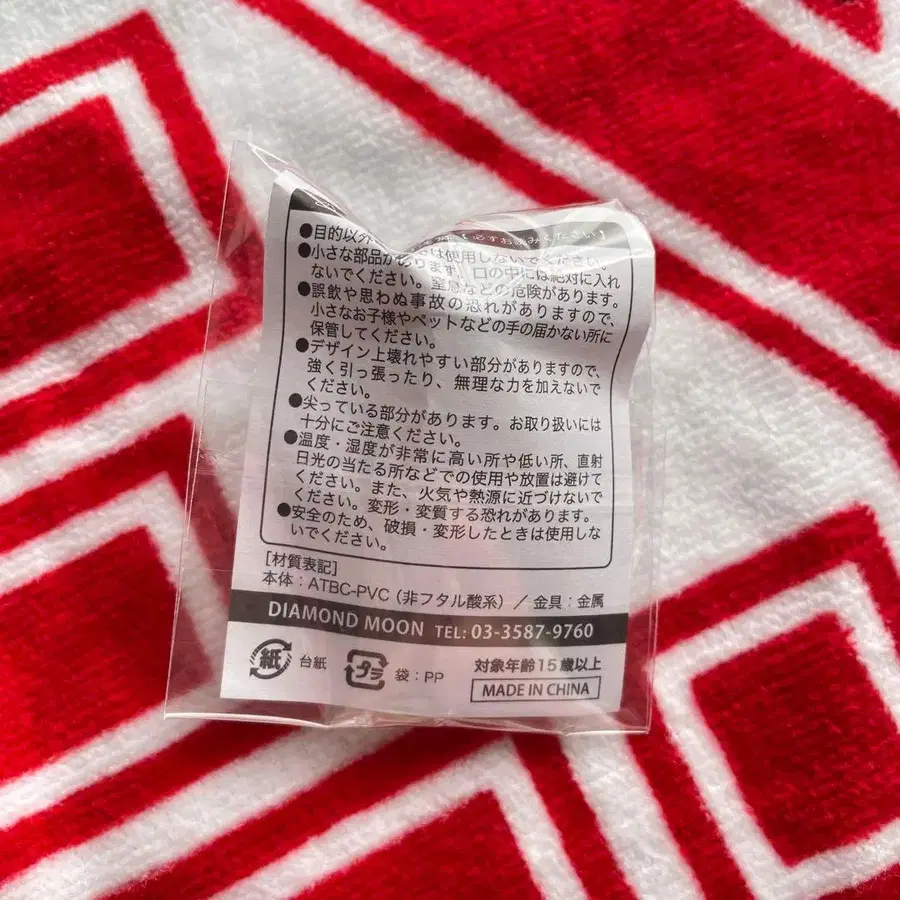 【必ずお読みください】
●目的以外には使用しないでください。
●小さな部品があります。口の中には絶対に入れ
ないでください。窒息などの危険があります。
●誤飲や思わぬ事故の恐れがありますので、
小さなお子様やペットなどの手の届かない所に
保管してください。
●デザイン上壊れやすい部分がありますので、
強く引っ張ったり、無理な力を加えないで
ください。
●尖っている部分があります。お取り扱いには
十分にご注意ください。
●温度・湿度が非常に高い所や低い所、直射
日光の当たる所などでの使用や放置は避けて
ください。また、火気や熱源に近づけないで
ください。変形・変質する恐れがあります。
●安全のため、破損・変形したときは使用しな
いでください。
[材質表記]
本体：ATBC-PVC（非フタル酸系）／金具：金属
DIAMOND MOON TEL: 03-3587-9760
紙 台紙 プラ 袋：PP 対象年齢15歳以上
MADE IN CHINA